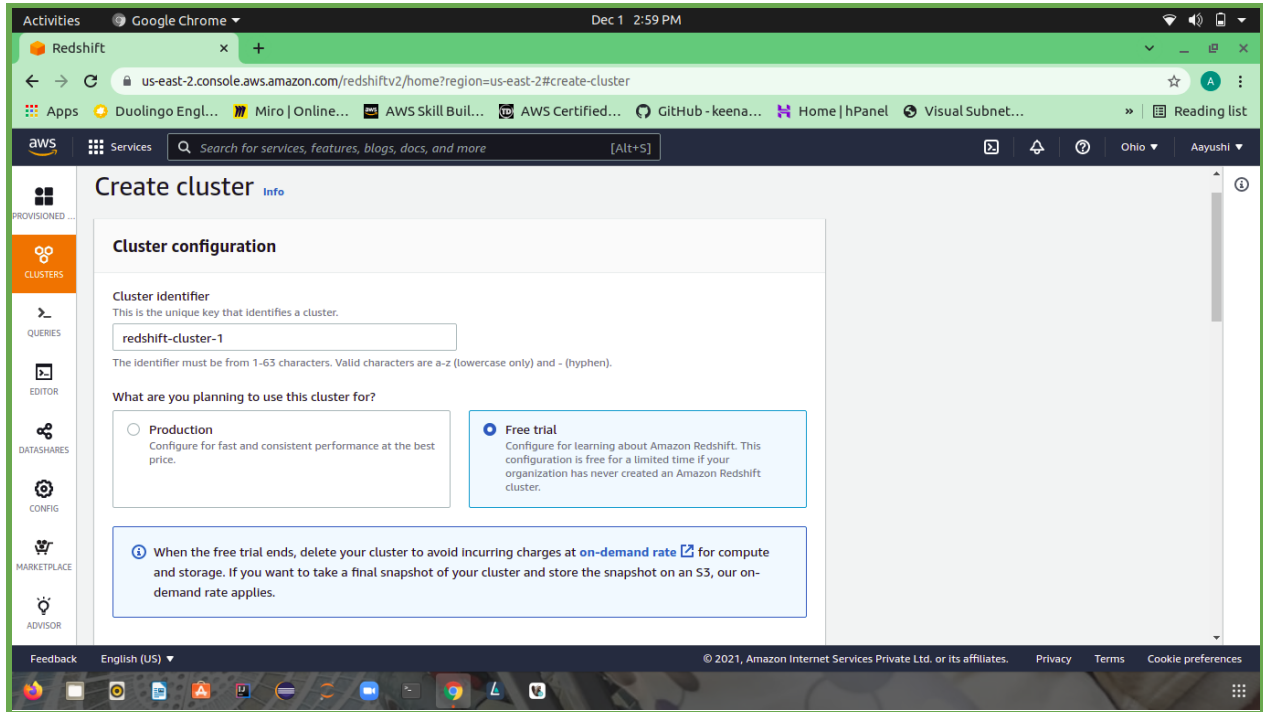 Activities Google Chrome Dec 1 2:59 PM
Redshift
us-east-2.console.aws.amazon.com/redshiftv2/home?region=us-east-2#create-cluster A
Apps Duolingo Engl... Miro | Online... AWS Skill Buil... AWS Certified... GitHub - keena... Home | hPanel Visual Subnet... » Reading list
aws Services Search for services, features, blogs, docs, and more [Alt+S] Ohio Aayushi
Create cluster Info
PROVISIONED ...
CLUSTERS
QUERIES
EDITOR
DATASHARES
CONFIG
MARKETPLACE
ADVISOR
Cluster configuration
Cluster identifier
This is the unique key that identifies a cluster.
redshift-cluster-1
The identifier must be from 1-63 characters. Valid characters are a-z (lowercase only) and - (hyphen).
What are you planning to use this cluster for?
Production
Configure for fast and consistent performance at the best
price.
Free trial
Configure for learning about Amazon Redshift. This
configuration is free for a limited time if your
organization has never created an Amazon Redshift
cluster.
When the free trial ends, delete your cluster to avoid incurring charges at on-demand rate for compute
and storage. If you want to take a final snapshot of your cluster and store the snapshot on an S3, our on-
demand rate applies.
Feedback English (US) © 2021, Amazon Internet Services Private Ltd. or its affiliates. Privacy Terms Cookie preferences